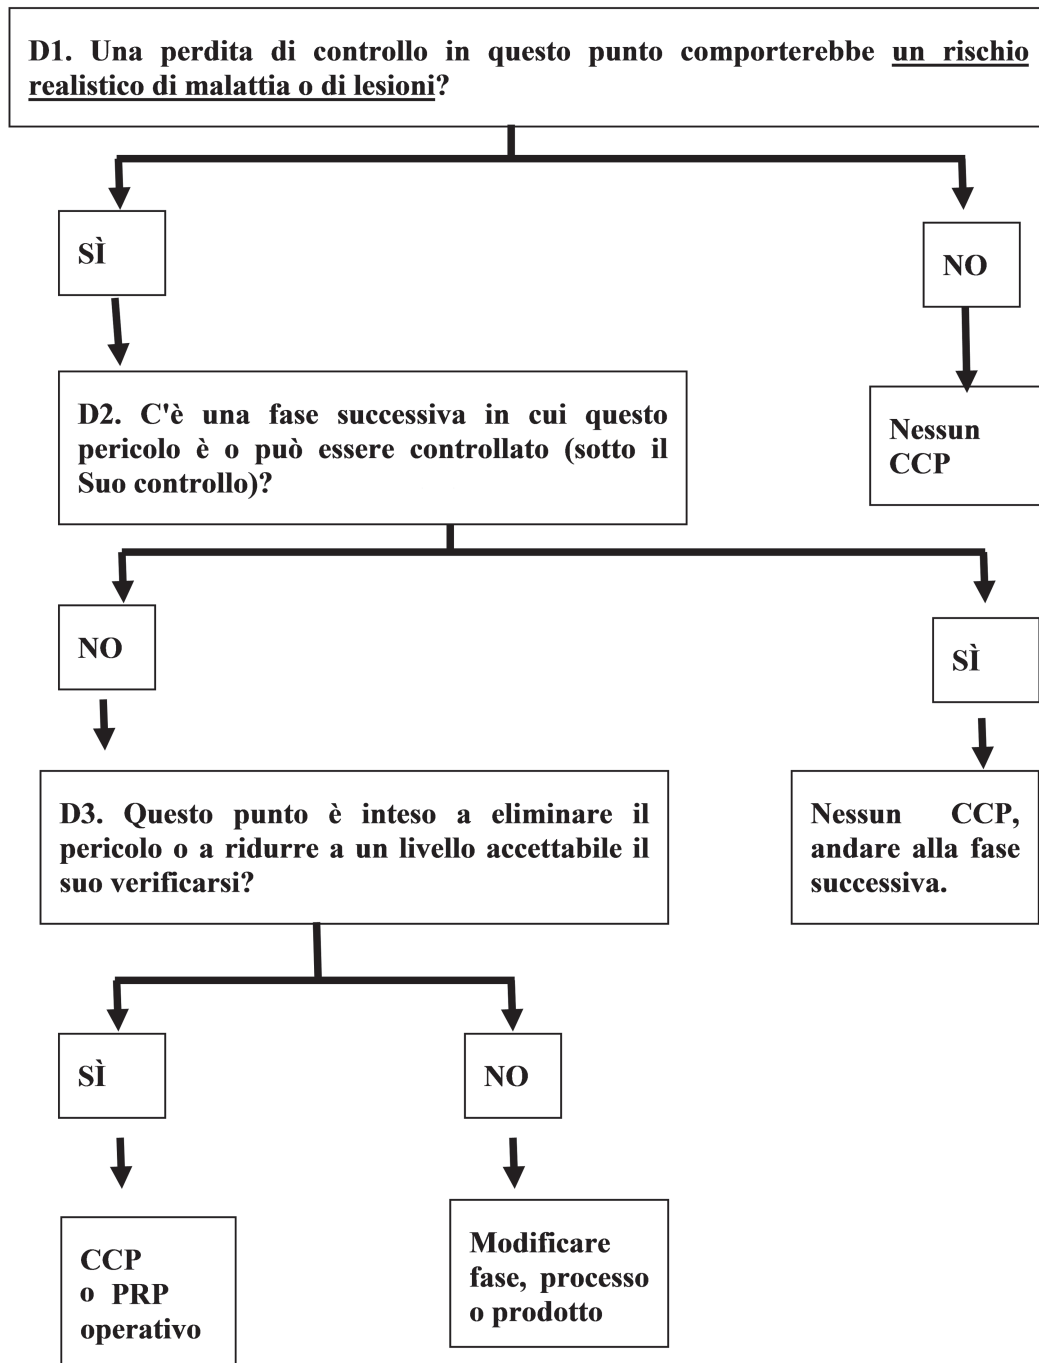 D1. Una perdita di controllo in questo punto comporterebbe un rischio
realistico di malattia o di lesioni?
SÌ
NO
D2. C'è una fase successiva in cui questo
pericolo è o può essere controllato (sotto il
Suo controllo)?
Nessun
CCP
NO
SÌ
D3. Questo punto è inteso a eliminare il
pericolo o a ridurre a un livello accettabile il
suo verificarsi?
Nessun CCP,
andare alla fase
successiva.
SÌ
NO
CCP
o PRP
operativo
Modificare
fase, processo
o prodotto